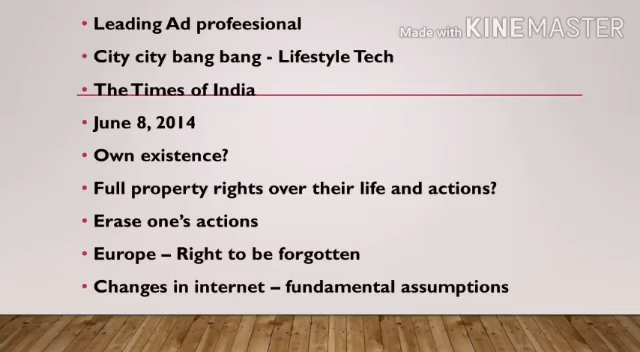 Made with KINEMASTER
• Leading Ad profeesional
• City city bang bang - Lifestyle Tech
• The Times of India
• June 8, 2014
• Own existence?
• Full property rights over their life and actions?
• Erase one's actions
• Europe – Right to be forgotten
• Changes in internet – fundamental assumptions